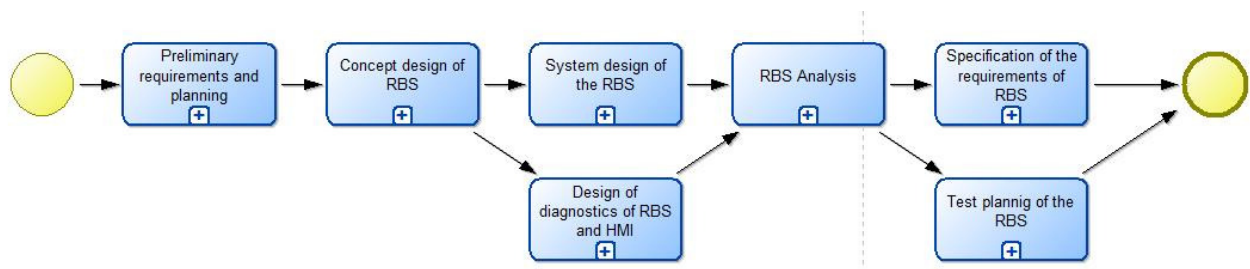 Preliminary
requirements and
planning
Concept design of
RBS
System design of
the RBS
RBS Analysis
Specification of the
requirements of
RBS
Design of
diagnostics of RBS
and HMI
Test plannig of the
RBS